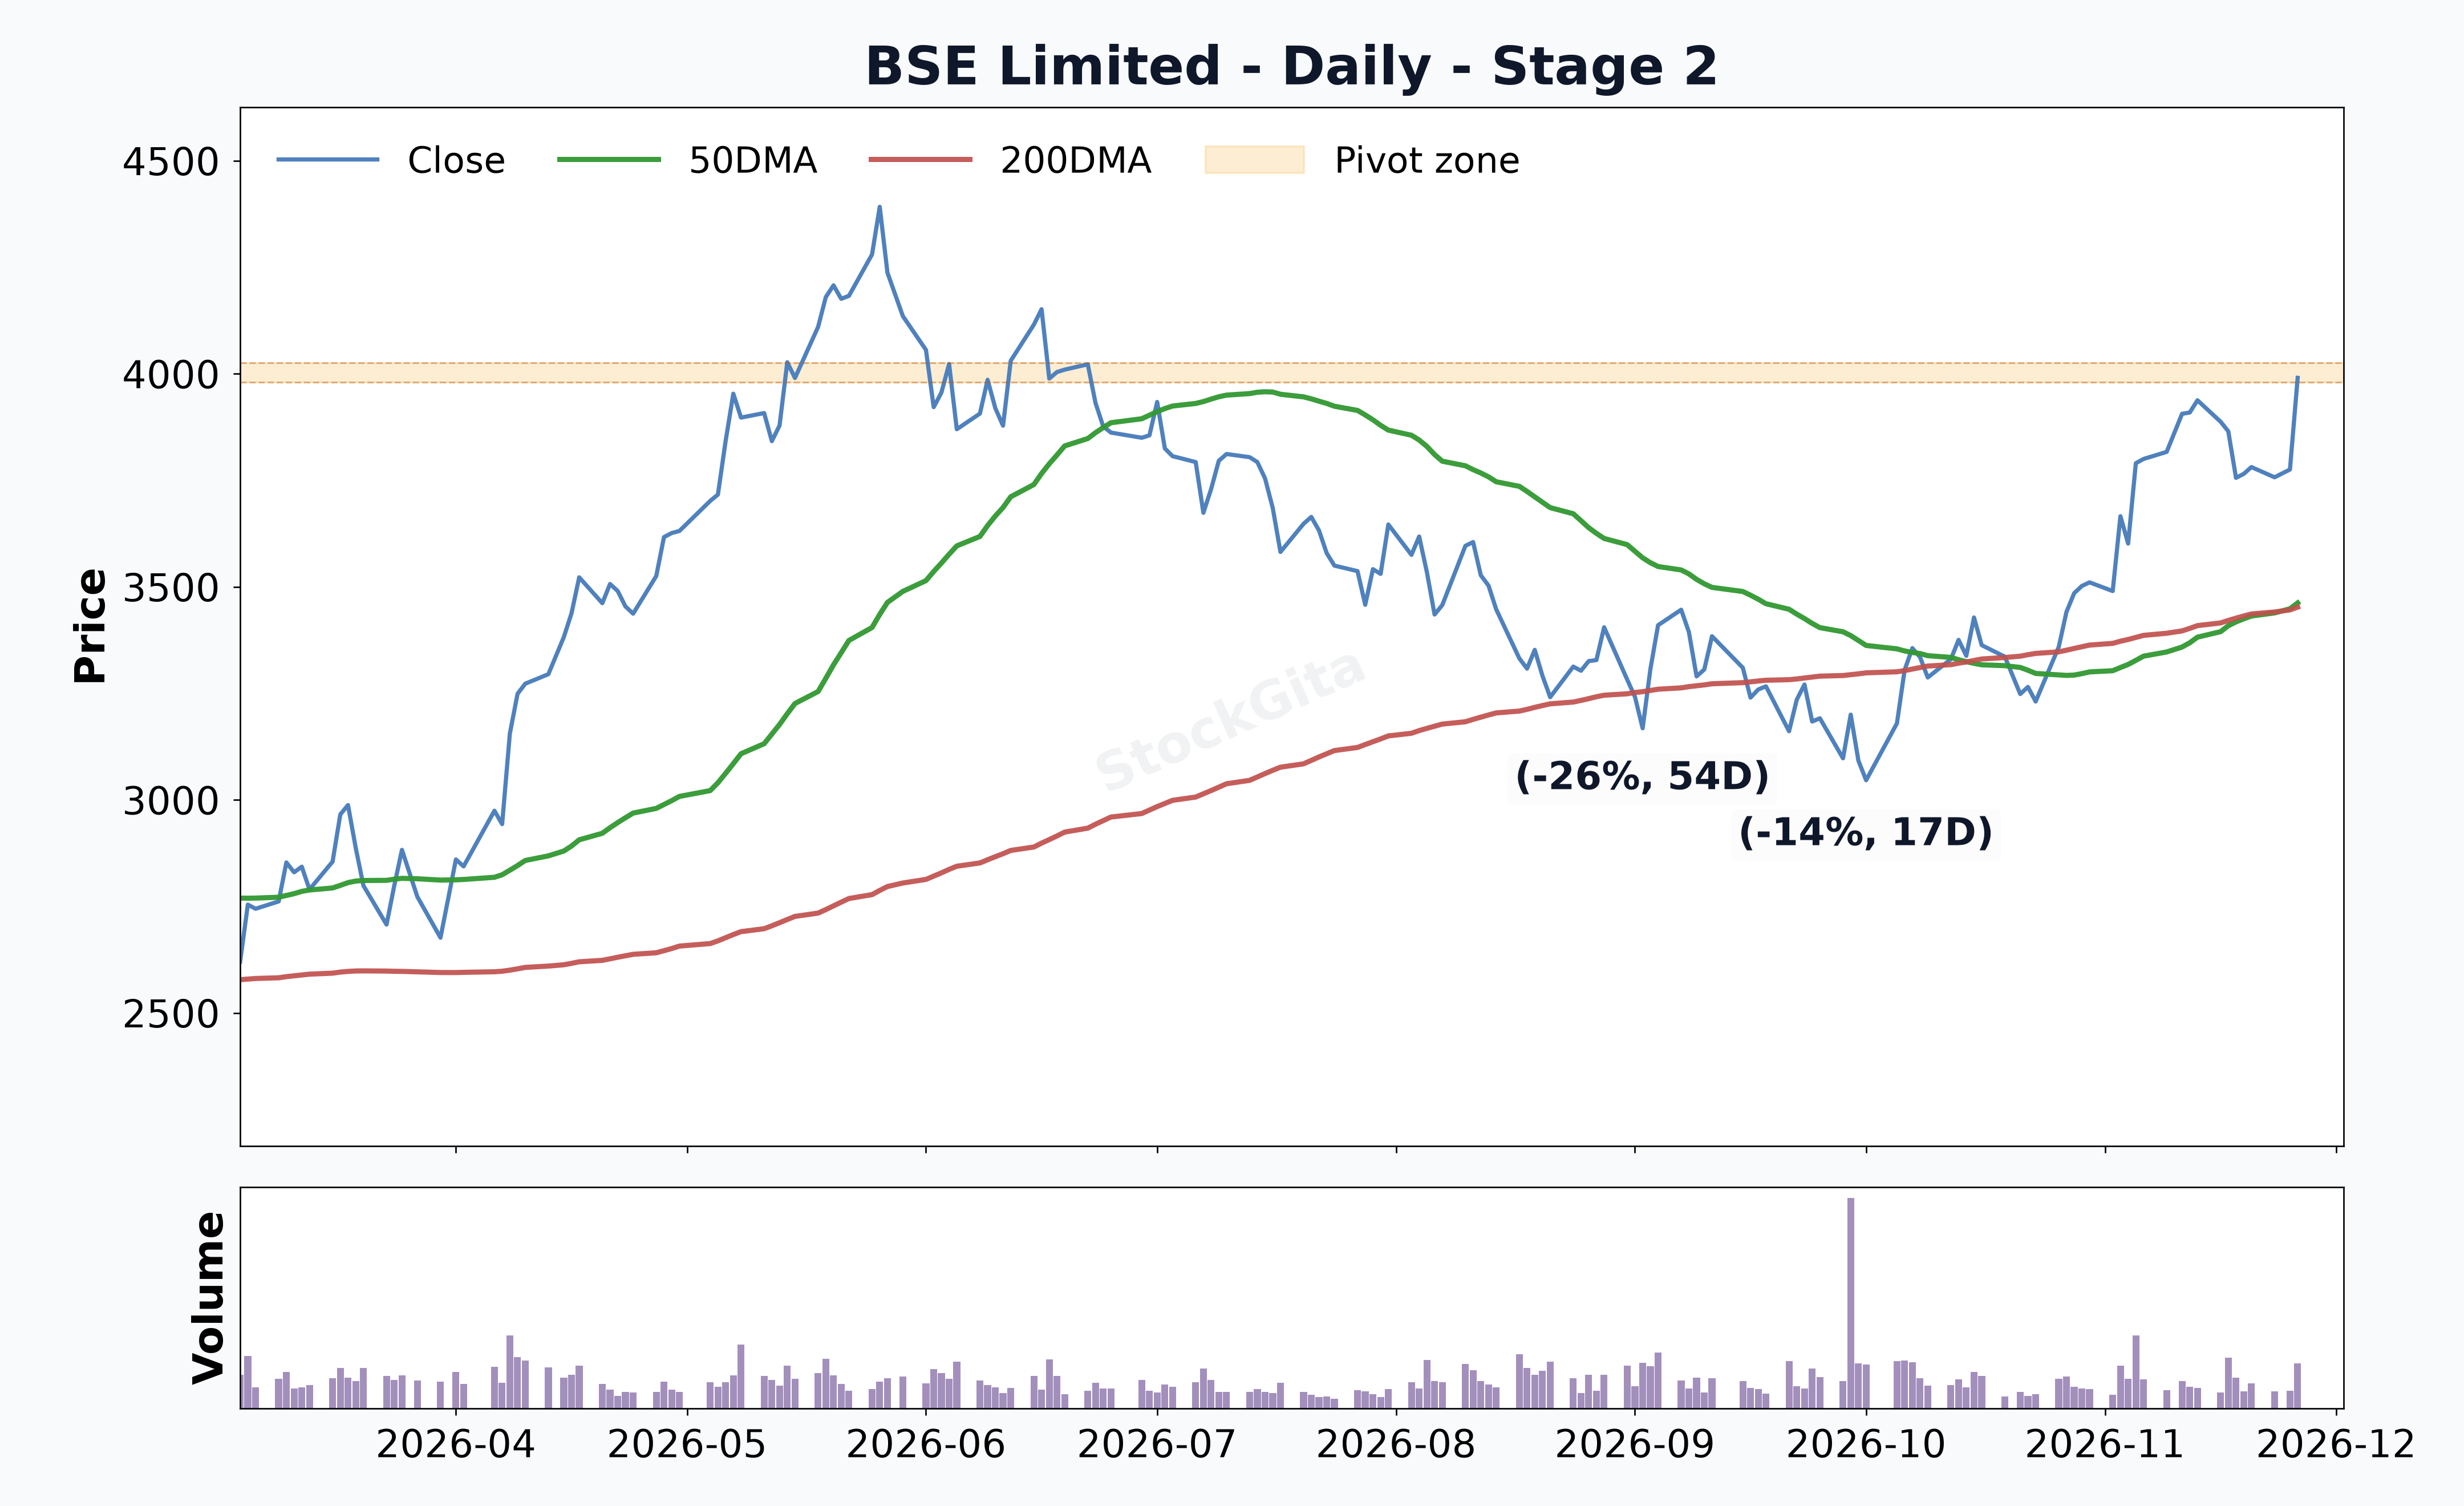 BSE Limited - Daily - Stage 2
Close 50DMA 200DMA Pivot zone
4500
4000
3500
3000
2500
Price
StockGita
(-26%, 54D)
(-14%, 17D)
Volume
2026-04 2026-05 2026-06 2026-07 2026-08 2026-09 2026-10 2026-11 2026-12